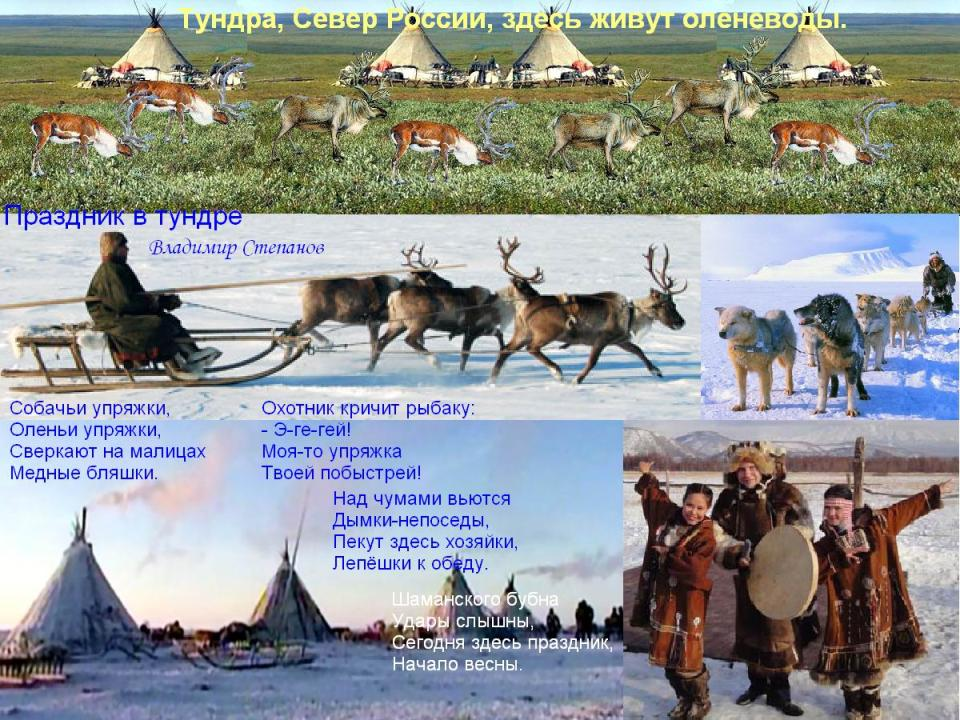 Тундра, Север России, здесь живут оленеводы.
Праздник в тундре
Владимир Степанов
Собачьи упряжки,
Оленьи упряжки,
Сверкают на малицах
Медные бляшки.
Охотник кричит рыбаку:
- Э-ге-гей!
Моя-то упряжка
Твоей побыстрей!
Над чумами вьются
Дымки-непоседы,
Пекут здесь хозяйки,
Лепёшки к обеду.
Шаманского бубна
Удары слышны,
Сегодня здесь праздник,
Начало весны.